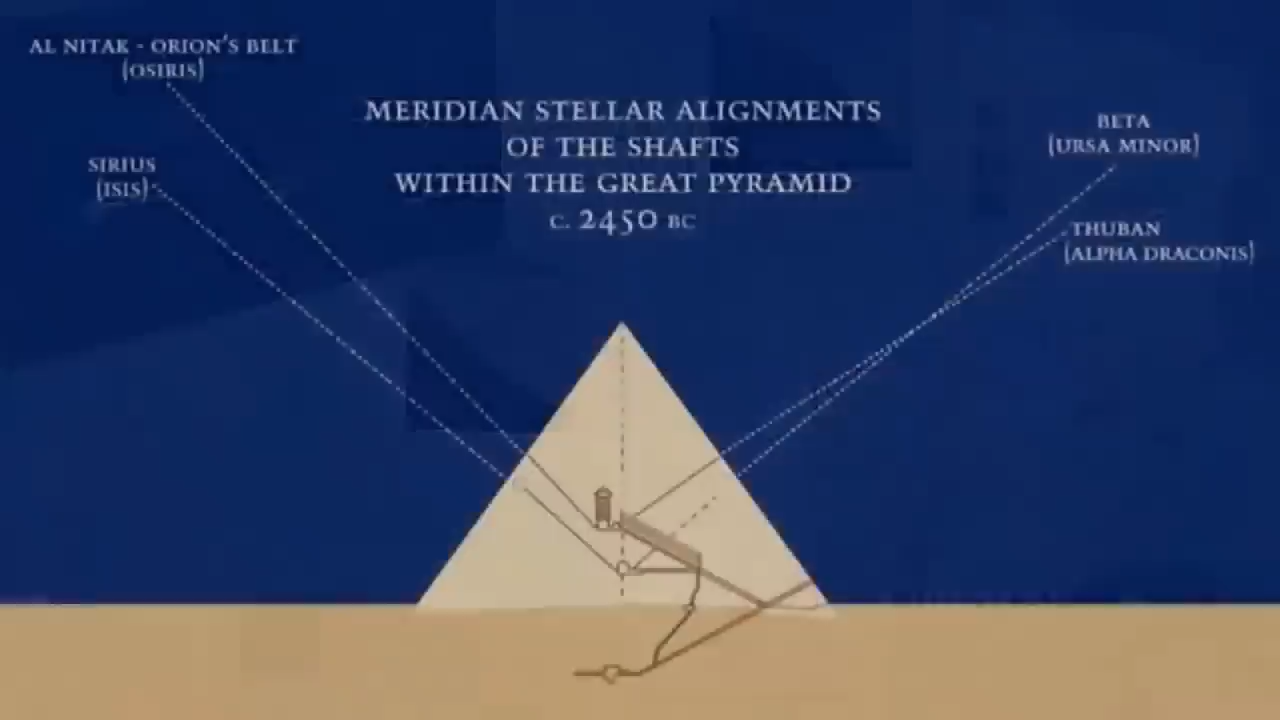 AL NITAK - ORION'S BELT
(OSIRIS)
SIRIUS
(ISIS)
MERIDIAN STELLAR ALIGNMENTS
OF THE SHAFTS
WITHIN THE GREAT PYRAMID
C. 2450 BC
BETA
(URSA MINOR)
THUBAN
(ALPHA DRACONIS)